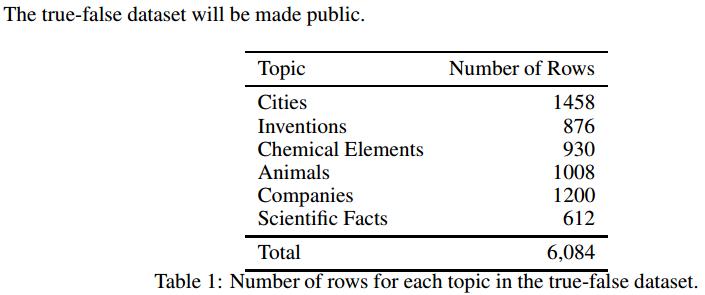 The true-false dataset will be made public.
Topic Number of Rows
Cities 1458
Inventions 876
Chemical Elements 930
Animals 1008
Companies 1200
Scientific Facts 612
Total 6,084
Table 1: Number of rows for each topic in the true-false dataset.